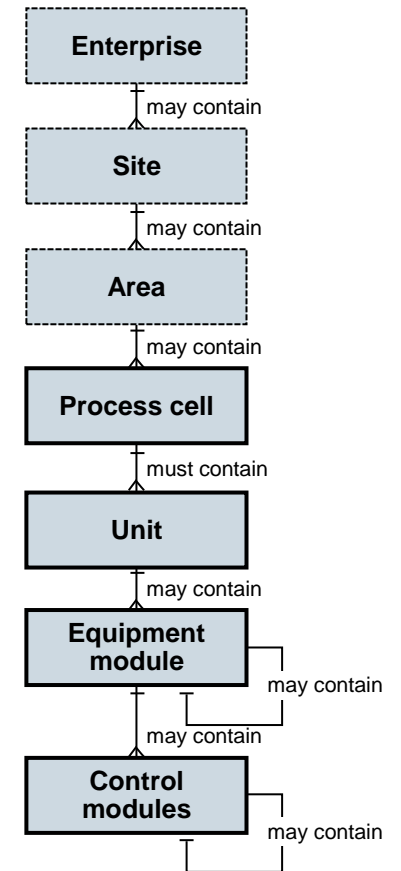 Enterprise
may contain
Site
may contain
Area
may contain
Process cell
must contain
Unit
may contain
Equipment
module
may contain
may contain
Control
modules
may contain